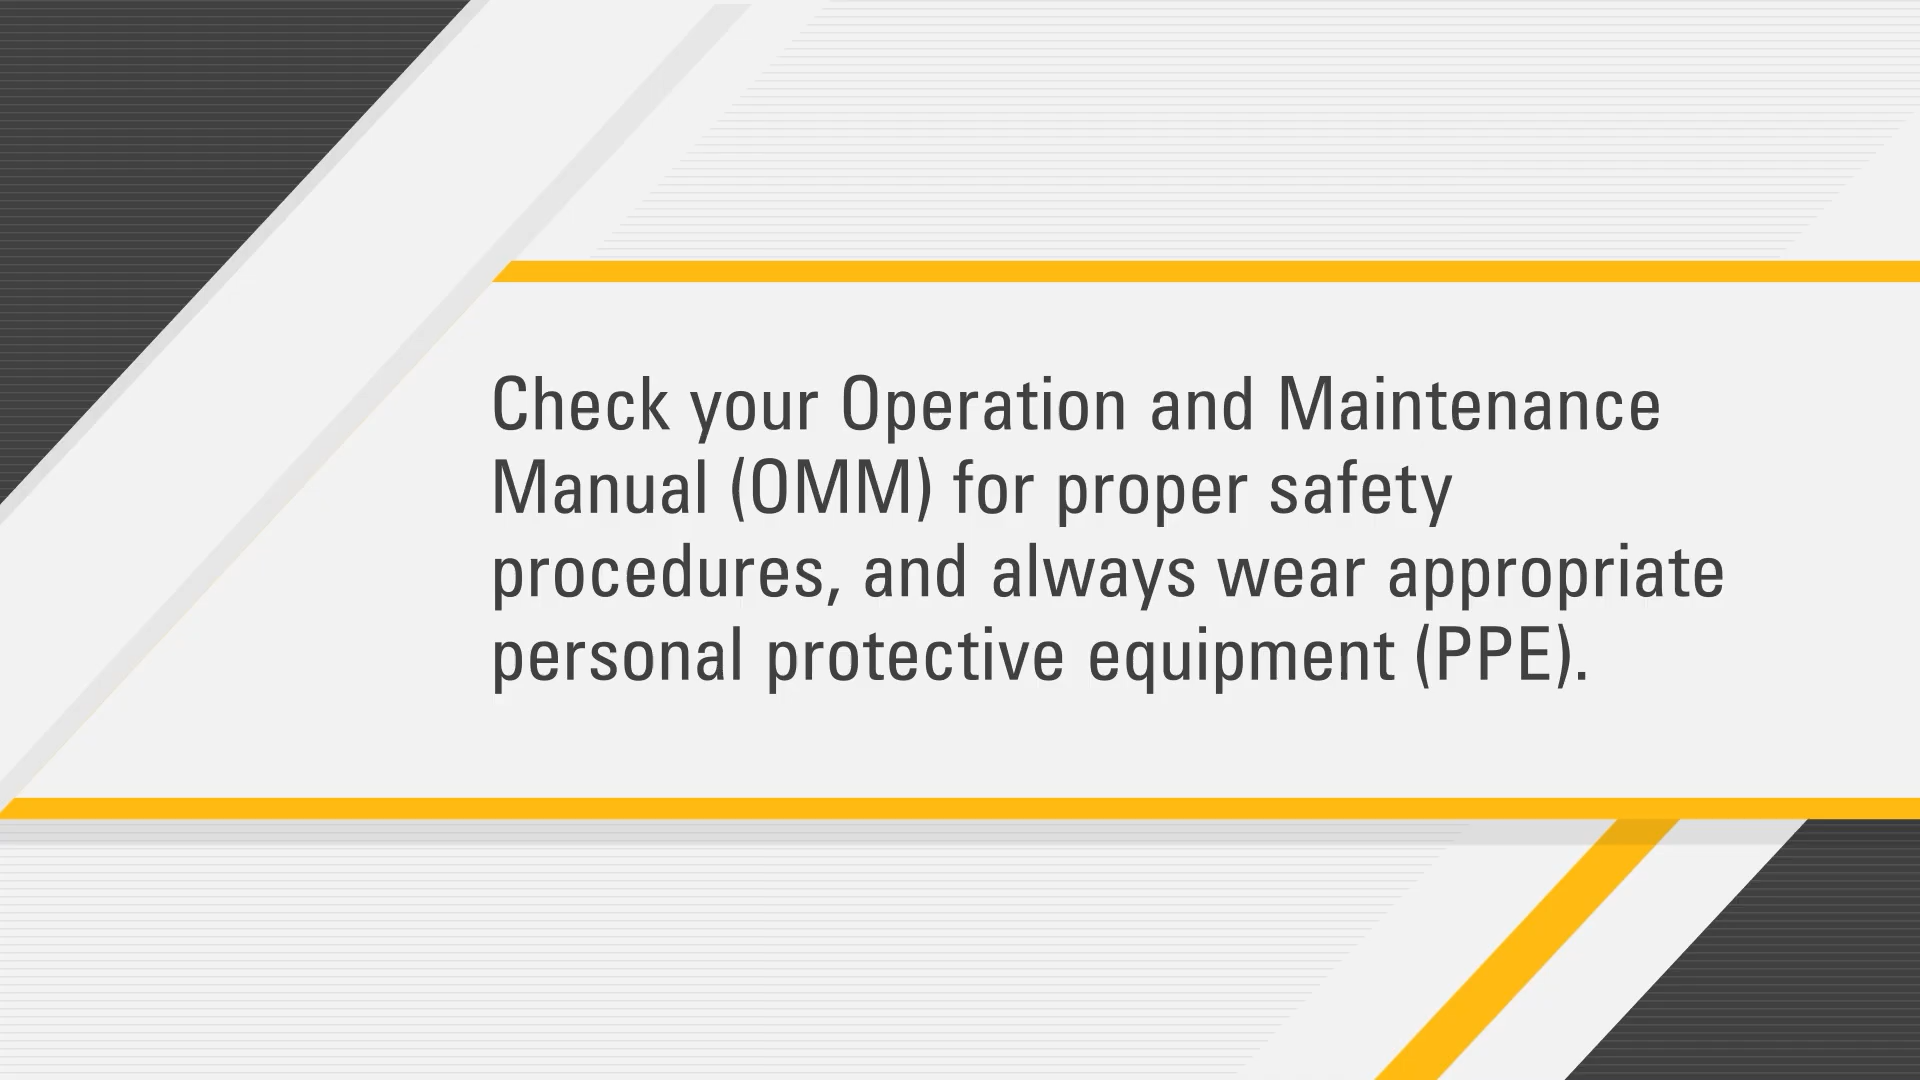 Check your Operation and Maintenance
Manual (OMM) for proper safety
procedures, and always wear appropriate
personal protective equipment (PPE).